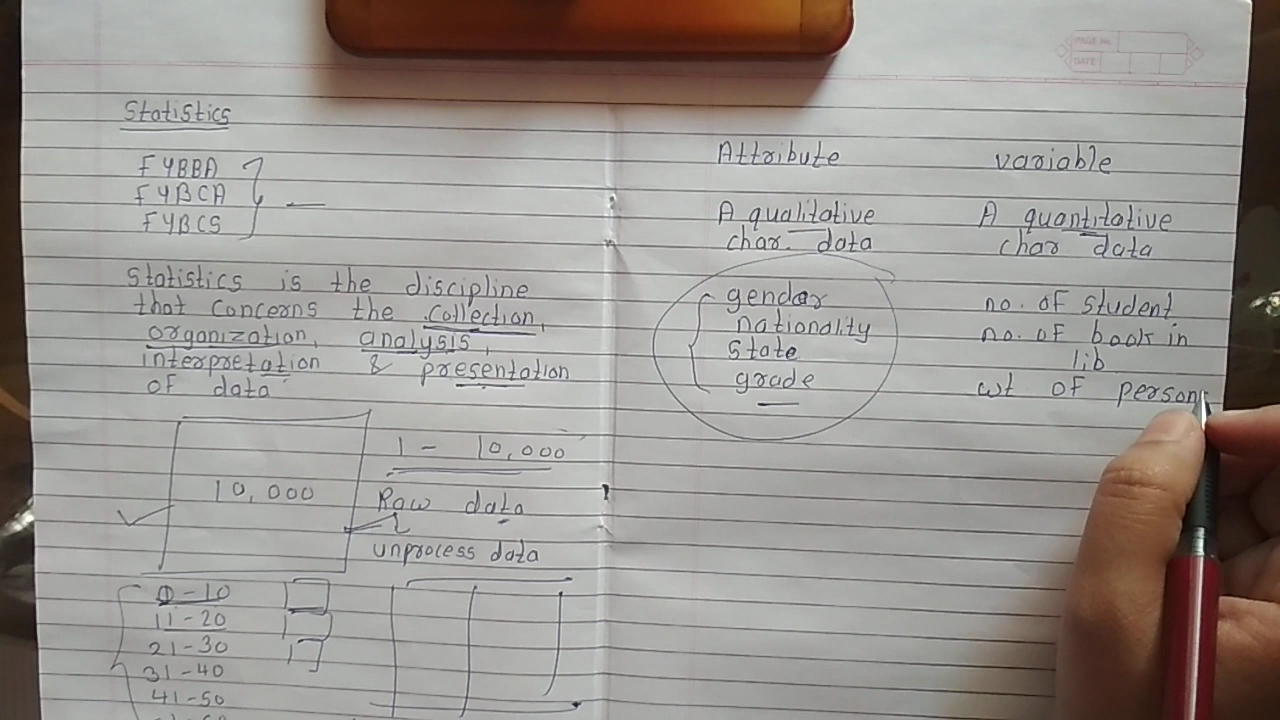 Statistics
FYBBA
FYBCA
FYBCS
Statistics is the discipline
that concerns the collection,
organization, analysis,
interpretation & presentation
of data
10,000
1 - 10,000
Raw data
unprocess data
0-10
11-20
21-30
31-40
41-50
PAGE No.
DATE
Attribute variable
A qualitative A quantitative
char. data char data
gender no. of student
nationality no. of book in
state lib
grade wt of person